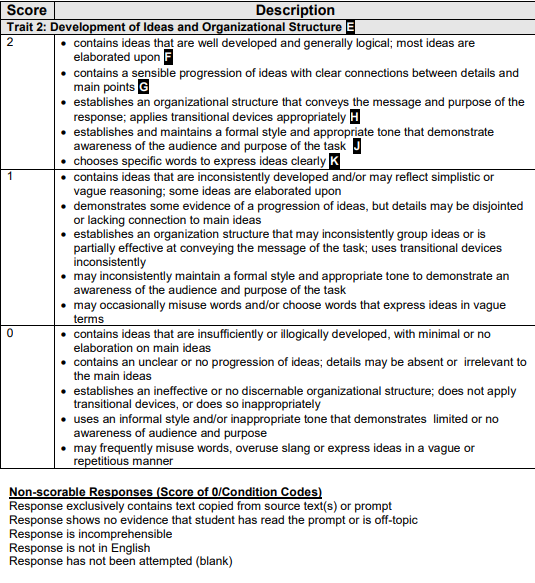 Score Description
Trait 2: Development of Ideas and Organizational Structure E
2
• contains ideas that are well developed and generally logical; most ideas are
elaborated upon F
• contains a sensible progression of ideas with clear connections between details and
main points G
• establishes an organizational structure that conveys the message and purpose of the
response; applies transitional devices appropriately H
• establishes and maintains a formal style and appropriate tone that demonstrate
awareness of the audience and purpose of the task J
• chooses specific words to express ideas clearly K
1
• contains ideas that are inconsistently developed and/or may reflect simplistic or
vague reasoning; some ideas are elaborated upon
• demonstrates some evidence of a progression of ideas, but details may be disjointed
or lacking connection to main ideas
• establishes an organization structure that may inconsistently group ideas or is
partially effective at conveying the message of the task; uses transitional devices
inconsistently
• may inconsistently maintain a formal style and appropriate tone to demonstrate an
awareness of the audience and purpose of the task
• may occasionally misuse words and/or choose words that express ideas in vague
terms
0
• contains ideas that are insufficiently or illogically developed, with minimal or no
elaboration on main ideas
• contains an unclear or no progression of ideas; details may be absent or irrelevant to
the main ideas
• establishes an ineffective or no discernable organizational structure; does not apply
transitional devices, or does so inappropriately
• uses an informal style and/or inappropriate tone that demonstrates limited or no
awareness of audience and purpose
• may frequently misuse words, overuse slang or express ideas in a vague or
repetitious manner
Non-scorable Responses (Score of 0/Condition Codes)
Response exclusively contains text copied from source text(s) or prompt
Response shows no evidence that student has read the prompt or is off-topic
Response is incomprehensible
Response is not in English
Response has not been attempted (blank)